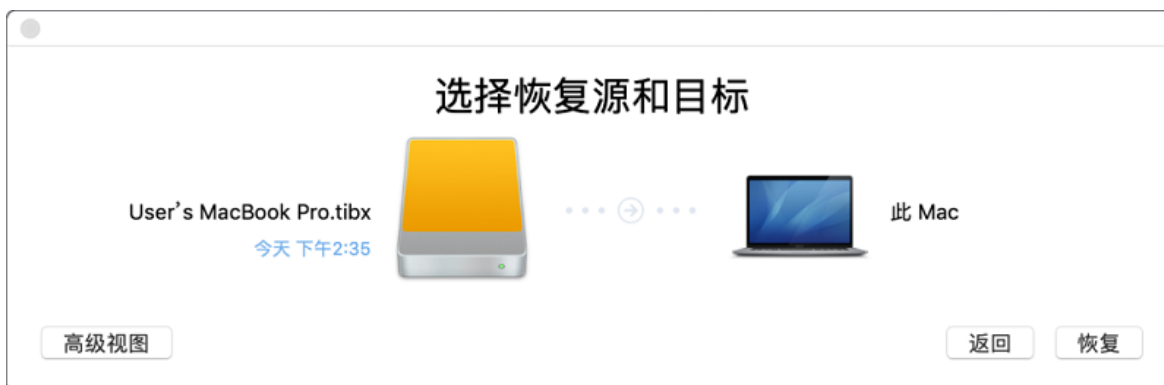 选择恢复源和目标
User’s MacBook Pro.tibx
今天 下午2:35
此 Mac
高级视图
返回
恢复